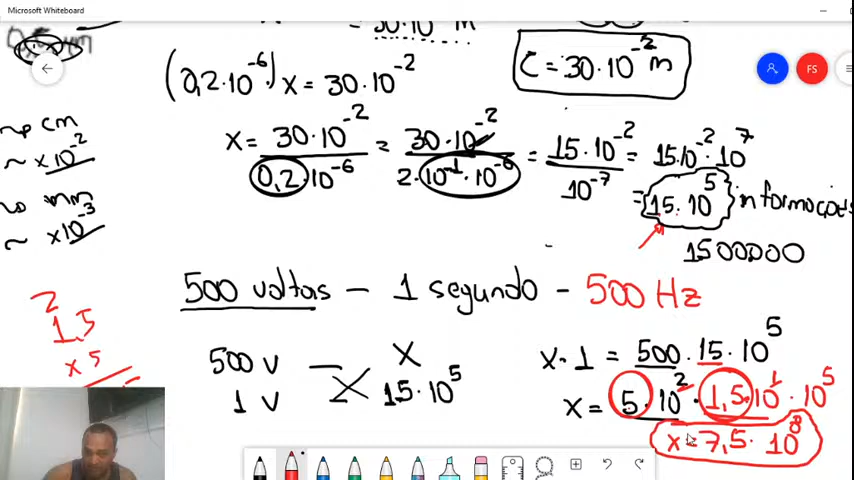 Microsoft Whiteboard
30·10 m
(0,2·10⁻⁶)·x = 30·10⁻²
C = 30·10⁻² m
FS
cm
~ x10⁻²
mm
~ x10⁻³
x = 30·10⁻² / 0,2·10⁻⁶ = 30·10⁻² / 2·10⁻¹·10⁻⁶ = 15·10⁻² / 10⁻⁷ = 15·10⁻²·10⁷
= 15·10⁵ informações
1500000
500 voltas - 1 segundo - 500 Hz
2
1,5
x 5
500 v — x
1 v 15·10⁵
x·1 = 500·15·10⁵
x = 5·10²·1,5·10¹·10⁵
x = 7,5·10⁸